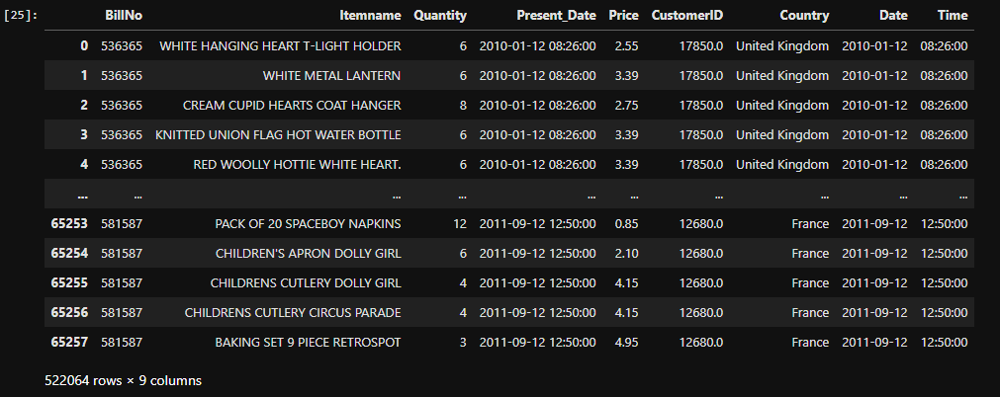 [25]: BillNo Itemname Quantity Present_Date Price CustomerID Country Date Time
0 536365 WHITE HANGING HEART T-LIGHT HOLDER 6 2010-01-12 08:26:00 2.55 17850.0 United Kingdom 2010-01-12 08:26:00
1 536365 WHITE METAL LANTERN 6 2010-01-12 08:26:00 3.39 17850.0 United Kingdom 2010-01-12 08:26:00
2 536365 CREAM CUPID HEARTS COAT HANGER 8 2010-01-12 08:26:00 2.75 17850.0 United Kingdom 2010-01-12 08:26:00
3 536365 KNITTED UNION FLAG HOT WATER BOTTLE 6 2010-01-12 08:26:00 3.39 17850.0 United Kingdom 2010-01-12 08:26:00
4 536365 RED WOOLLY HOTTIE WHITE HEART. 6 2010-01-12 08:26:00 3.39 17850.0 United Kingdom 2010-01-12 08:26:00
... ... ... ... ... ... ... ... ... ...
65253 581587 PACK OF 20 SPACEBOY NAPKINS 12 2011-09-12 12:50:00 0.85 12680.0 France 2011-09-12 12:50:00
65254 581587 CHILDREN'S APRON DOLLY GIRL 6 2011-09-12 12:50:00 2.10 12680.0 France 2011-09-12 12:50:00
65255 581587 CHILDRENS CUTLERY DOLLY GIRL 4 2011-09-12 12:50:00 4.15 12680.0 France 2011-09-12 12:50:00
65256 581587 CHILDRENS CUTLERY CIRCUS PARADE 4 2011-09-12 12:50:00 4.15 12680.0 France 2011-09-12 12:50:00
65257 581587 BAKING SET 9 PIECE RETROSPOT 3 2011-09-12 12:50:00 4.95 12680.0 France 2011-09-12 12:50:00
522064 rows × 9 columns